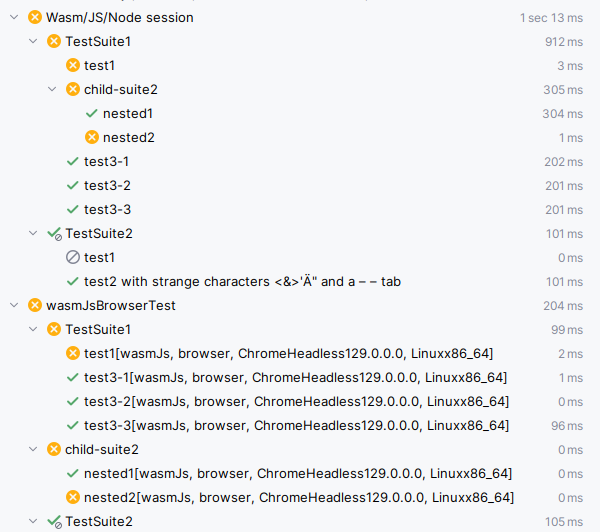 Wasm/JS/Node session 1 sec 13 ms
TestSuite1 912 ms
test1 3 ms
child-suite2 305 ms
nested1 304 ms
nested2 1 ms
test3-1 202 ms
test3-2 201 ms
test3-3 201 ms
TestSuite2 101 ms
test1 0 ms
test2 with strange characters <&>'Ä" and a – – tab 101 ms
wasmJsBrowserTest 204 ms
TestSuite1 99 ms
test1[wasmJs, browser, ChromeHeadless129.0.0.0, Linuxx86_64] 2 ms
test3-1[wasmJs, browser, ChromeHeadless129.0.0.0, Linuxx86_64] 1 ms
test3-2[wasmJs, browser, ChromeHeadless129.0.0.0, Linuxx86_64] 0 ms
test3-3[wasmJs, browser, ChromeHeadless129.0.0.0, Linuxx86_64] 96 ms
child-suite2 0 ms
nested1[wasmJs, browser, ChromeHeadless129.0.0.0, Linuxx86_64] 0 ms
nested2[wasmJs, browser, ChromeHeadless129.0.0.0, Linuxx86_64] 0 ms
TestSuite2 105 ms